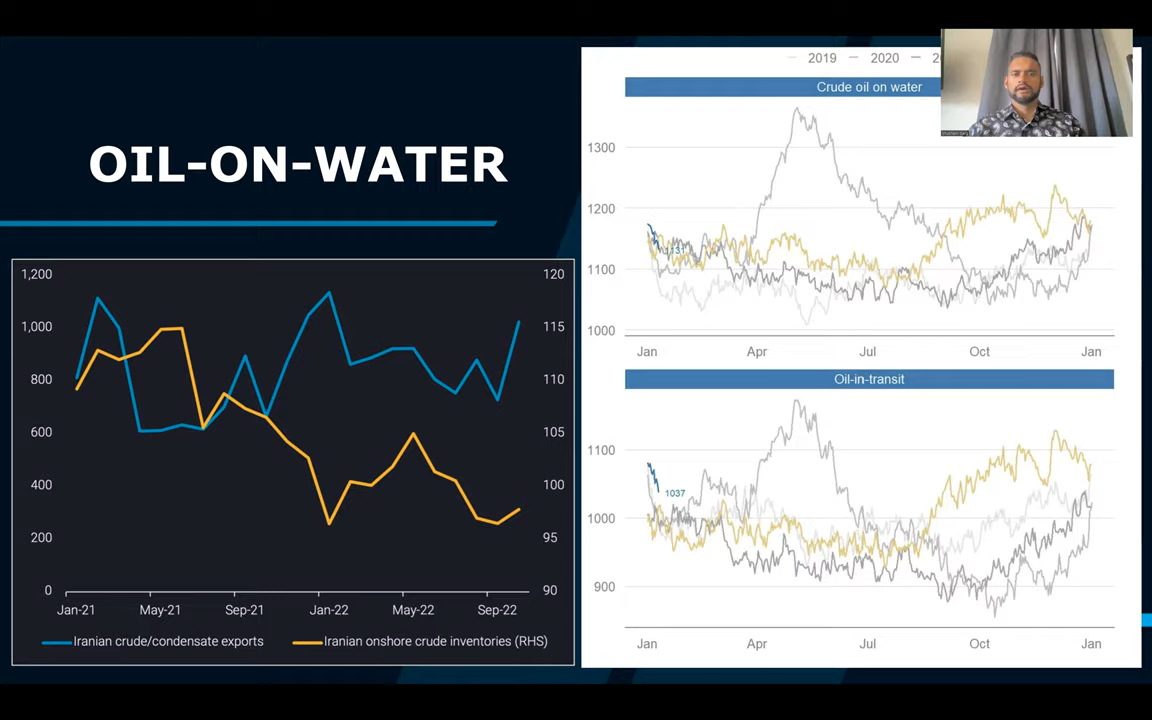 OIL-ON-WATER
1,200
1,000
800
600
400
200
0
120
115
110
105
100
95
90
Jan-21 May-21 Sep-21 Jan-22 May-22 Sep-22
Iranian crude/condensate exports Iranian onshore crude inventories (RHS)
2019 2020 2
Crude oil on water
1300
1200
1100
1000
1131
Jan Apr Jul Oct Jan
Oil-in-transit
1100
1000
900
1037
Jan Apr Jul Oct Jan